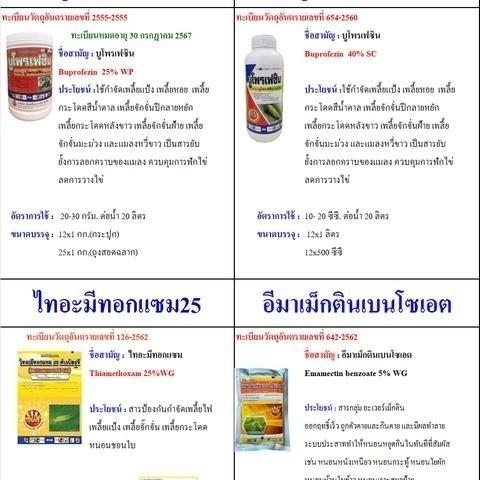 ทะเบียนวัตถุอันตรายเลขที่ 2555-2555
ทะเบียนหมดอายุ 30 กรกฎาคม 2567
ชื่อสามัญ : บูโพรเฟซิน
Buprofezin 25% WP
บูโพรเฟซิน
ประโยชน์ : ใช้กำจัดเพลี้ยแป้ง เพลี้ยหอย เพลี้ย
กระโดดสีน้ำตาล เพลี้ยจักจั่นปีกลายหยัก
เพลี้ยกระโดดหลังขาว เพลี้ยจักจั่นฝ้าย เพลี้ย
จักจั่นมะม่วง และแมลงหวี่ขาว เป็นสารยับ
ยั้งการลอกคราบของแมลง ควบคุมการฟักไข่
ลดการวางไข่
อัตราการใช้ : 20-30 กรัม. ต่อน้ำ 20 ลิตร
ขนาดบรรจุ : 12x1 กก.(กระปุก)
25x1 กก.(ถุงสอดฉลาก)
ทะเบียนวัตถุอันตรายเลขที่ 654-2560
ชื่อสามัญ : บูโพรเฟซิน
Buprofezin 40% SC
ประโยชน์ : ใช้กำจัดเพลี้ยแป้ง เพลี้ยหอย เพลี้ย
กระโดดสีน้ำตาล เพลี้ยจักจั่นปีกหยัก
เพลี้ยกระโดดหลังขาว เพลี้ยจักจั่นฝ้าย เพลี้ย
จักจั่นมะม่วง และแมลงหวี่ขาว เป็นสารยับ
ยั้งการลอกคราบของแมลง ควบคุมการฟักไข่
ลดการวางไข่
อัตราการใช้ : 10- 20 ซีซี. ต่อน้ำ 20 ลิตร
ขนาดบรรจุ : 12x1 ลิตร
12x500 ซีซี
ไทอะมีทอกแซม25
ทะเบียนวัตถุอันตรายเลขที่ 126-2562
ชื่อสามัญ : ไทอะมีทอกแซม
Thiamethoxam 25%WG
ประโยชน์ : สารป้องกันกำจัดเพลี้ยไฟ
เพลี้ยแป้ง เพลี้ยจั๊กจั่น เพลี้ยกระโดด
หนอนชอนใบ
อีมาเม็กตินเบนโซเอต
ทะเบียนวัตถุอันตรายเลขที่ 642-2562
ชื่อสามัญ : อีมาเม็กตินเบนโซเอต
Emamectin benzoate 5% WG
ประโยชน์ : สารกลุ่ม อะเวอร์เม็กติน
ออกฤทธิ์เร็ว ถูกตัวตายและกินตาย และมีผลทำลาย
ระบบประสาททำให้หนอนหยุดกินในทันทีที่สัมผัส
เช่น หนอนหนังเหนียว หนอนกระทู้ หนอนใยผัก